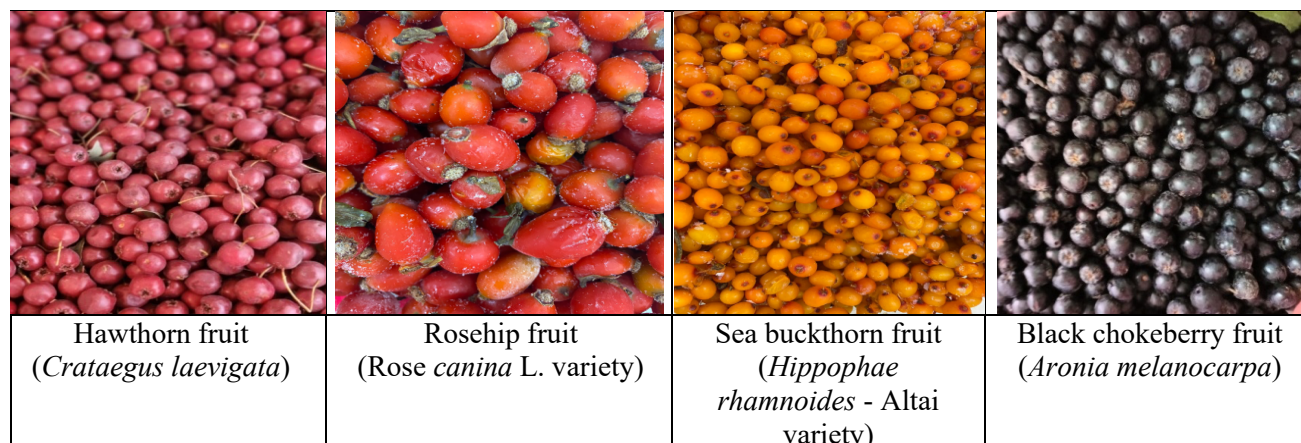 Hawthorn fruit
(Crataegus laevigata)
Rosehip fruit
(Rose canina L. variety)
Sea buckthorn fruit
(Hippophae
rhamnoides - Altai
variety)
Black chokeberry fruit
(Aronia melanocarpa)